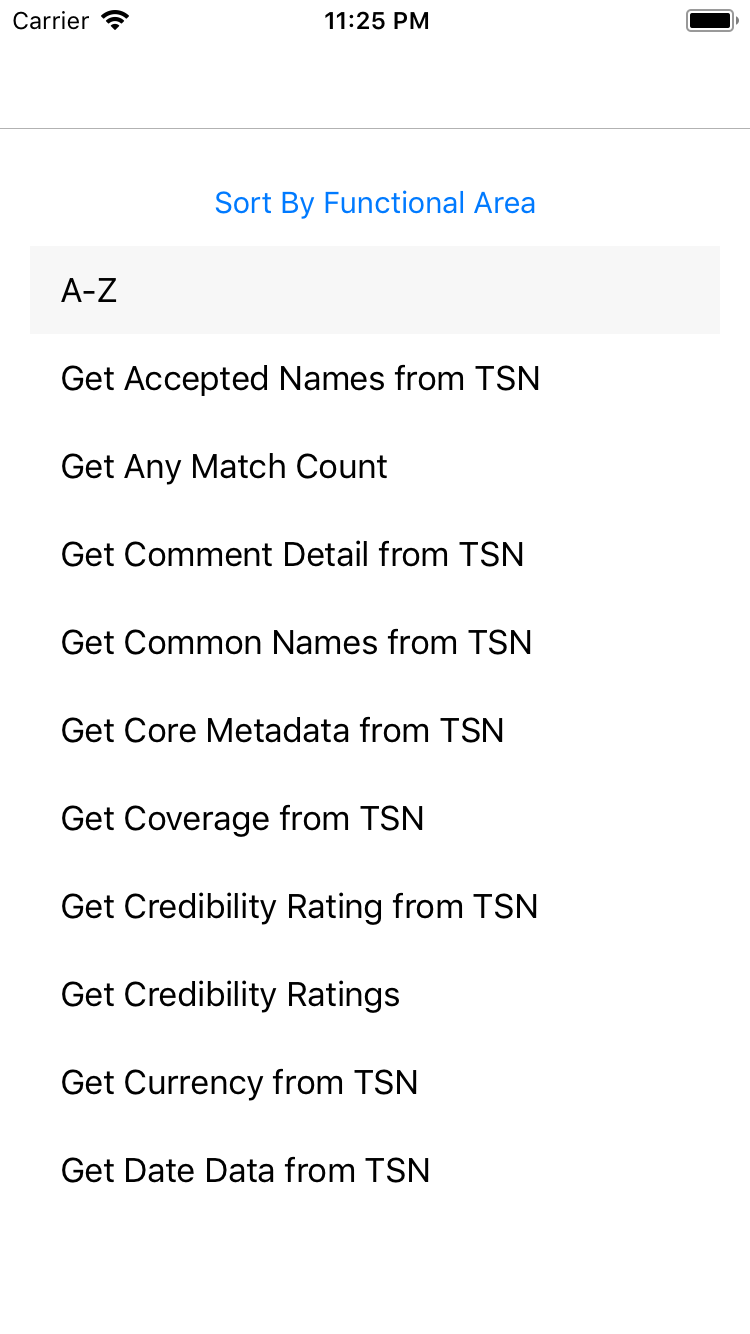 Carrier 11:25 PM
Sort By Functional Area
A-Z
Get Accepted Names from TSN
Get Any Match Count
Get Comment Detail from TSN
Get Common Names from TSN
Get Core Metadata from TSN
Get Coverage from TSN
Get Credibility Rating from TSN
Get Credibility Ratings
Get Currency from TSN
Get Date Data from TSN